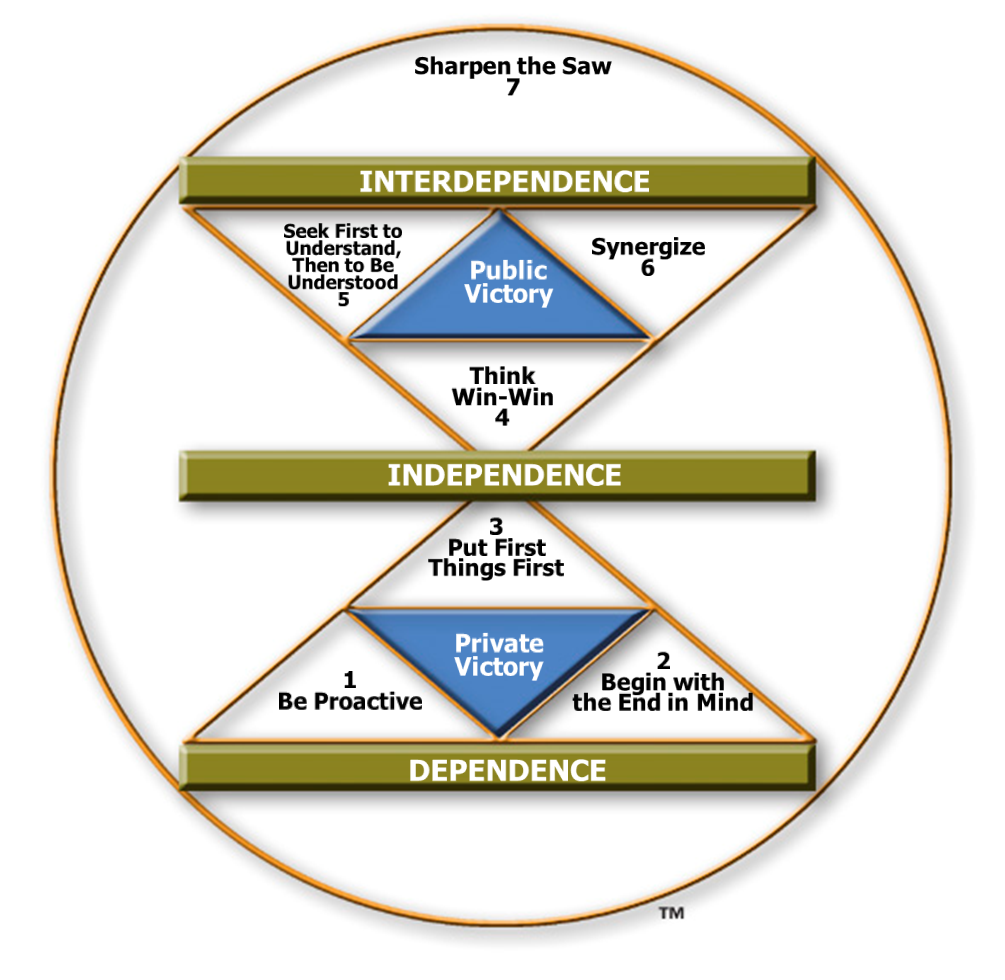 Sharpen the Saw
7
INTERDEPENDENCE
Seek First to
Understand,
Then to Be
Understood
5
Public
Victory
Synergize
6
Think
Win-Win
4
INDEPENDENCE
3
Put First
Things First
Private
Victory
1
Be Proactive
2
Begin with
the End in Mind
DEPENDENCE
TM